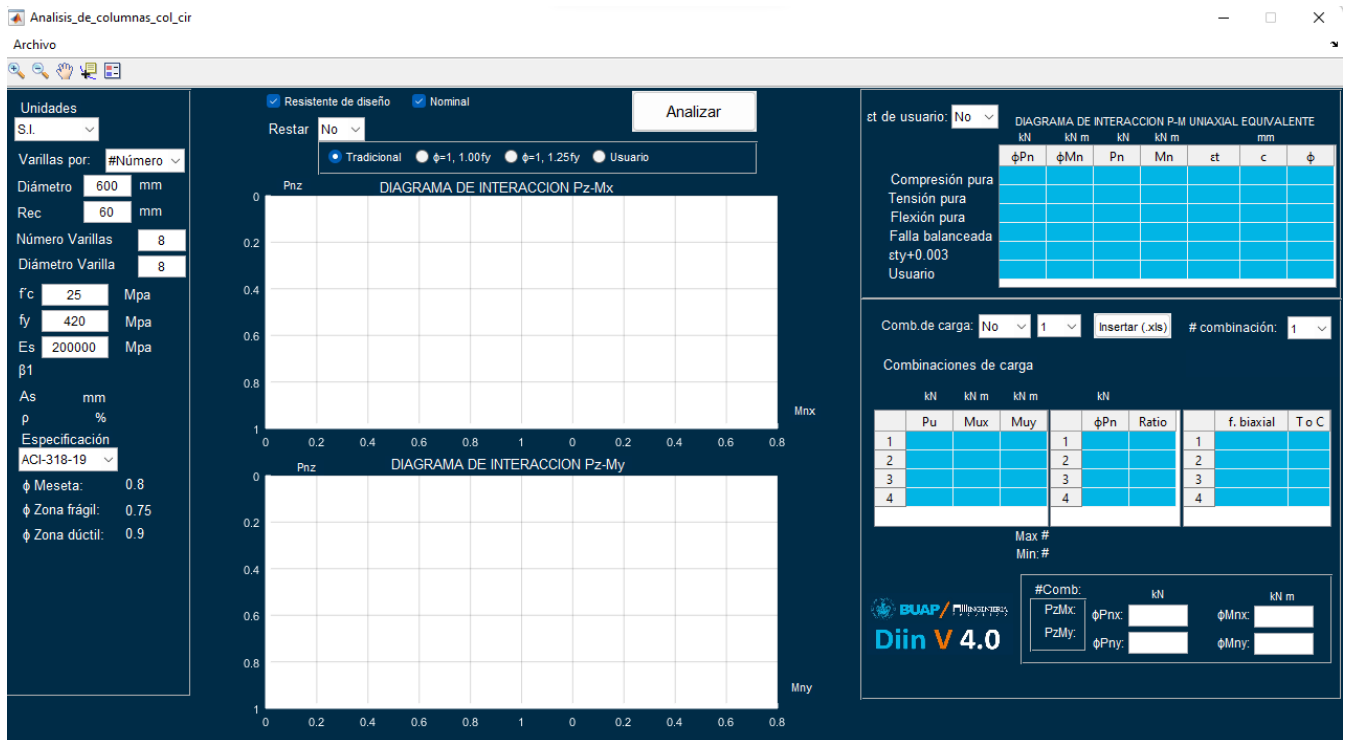 Analisis_de_columnas_col_cir
Archivo
Unidades
S.I.
Varillas por: #Número
Diámetro 600 mm
Rec 60 mm
Número Varillas 8
Diámetro Varilla 8
f'c 25 Mpa
fy 420 Mpa
Es 200000 Mpa
β1
As mm
ρ %
Especificación
ACI-318-19
ϕ Meseta: 0.8
ϕ Zona frágil: 0.75
ϕ Zona dúctil: 0.9
Resistente de diseño Nominal
Analizar
Restar No
Tradicional ϕ=1, 1.00fy ϕ=1, 1.25fy Usuario
Pnz DIAGRAMA DE INTERACCION Pz-Mx
0
0.2
0.4
0.6
0.8
1
Mnx
0 0.2 0.4 0.6 0.8 1 0 0.2 0.4 0.6 0.8
Pnz DIAGRAMA DE INTERACCION Pz-My
0
0.2
0.4
0.6
0.8
1
Mny
0 0.2 0.4 0.6 0.8 1 0 0.2 0.4 0.6 0.8
εt de usuario: No
DIAGRAMA DE INTERACCION P-M UNIAXIAL EQUIVALENTE
kN kN m kN kN m mm
ϕPn ϕMn Pn Mn εt c ϕ
Compresión pura
Tensión pura
Flexión pura
Falla balanceada
εty+0.003
Usuario
Comb.de carga: No 1 Insertar (.xls) # combinación: 1
Combinaciones de carga
kN kN m kN m kN
Pu Mux Muy ϕPn Ratio f. biaxial T o C
1 1 1
2 2 2
3 3 3
4 4 4
Max #
Min: #
#Comb: kN kN m
PzMx: ϕPnx: ϕMnx:
PzMy: ϕPny: ϕMny:
BUAP/
Diin V 4.0